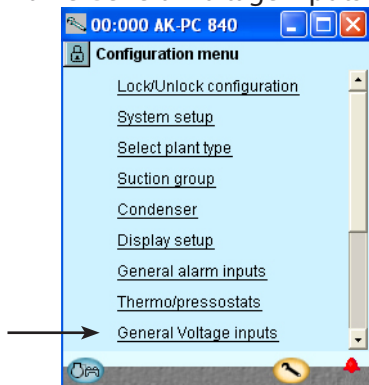 00:000 AK-PC 840
Configuration menu
Lock/Unlock configuration
System setup
Select plant type
Suction group
Condenser
Display setup
General alarm inputs
Thermo/pressostats
General Voltage inputs